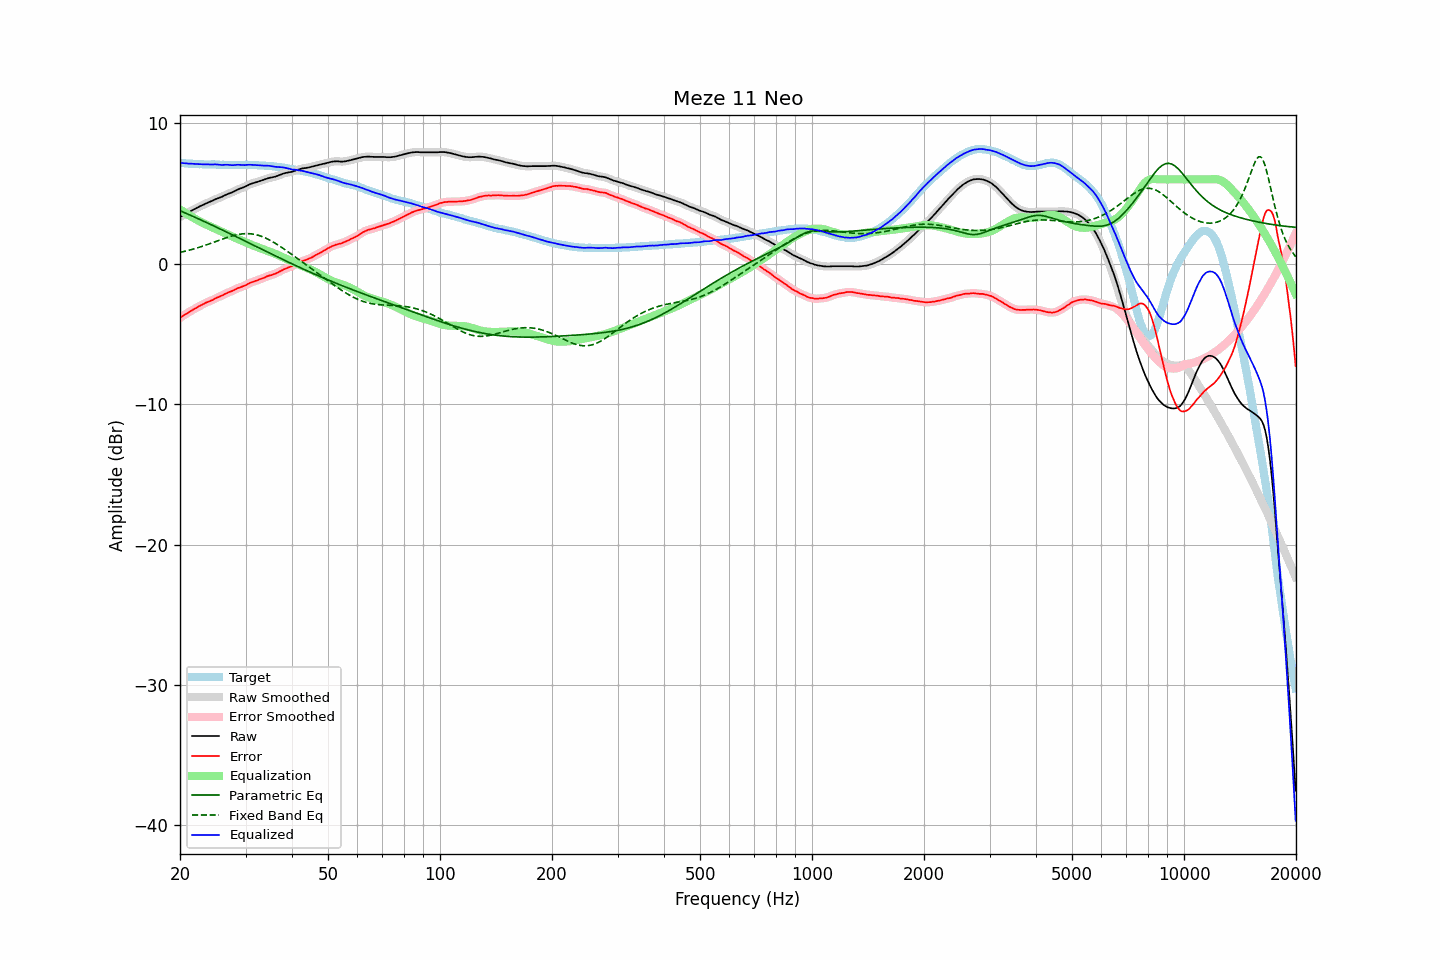 Meze 11 Neo
10
0
−10
−20
−30
−40
Amplitude (dBr)
Target
Raw Smoothed
Error Smoothed
Raw
Error
Equalization
Parametric Eq
Fixed Band Eq
Equalized
20 50 100 200 500 1000 2000 5000 10000 20000
Frequency (Hz)